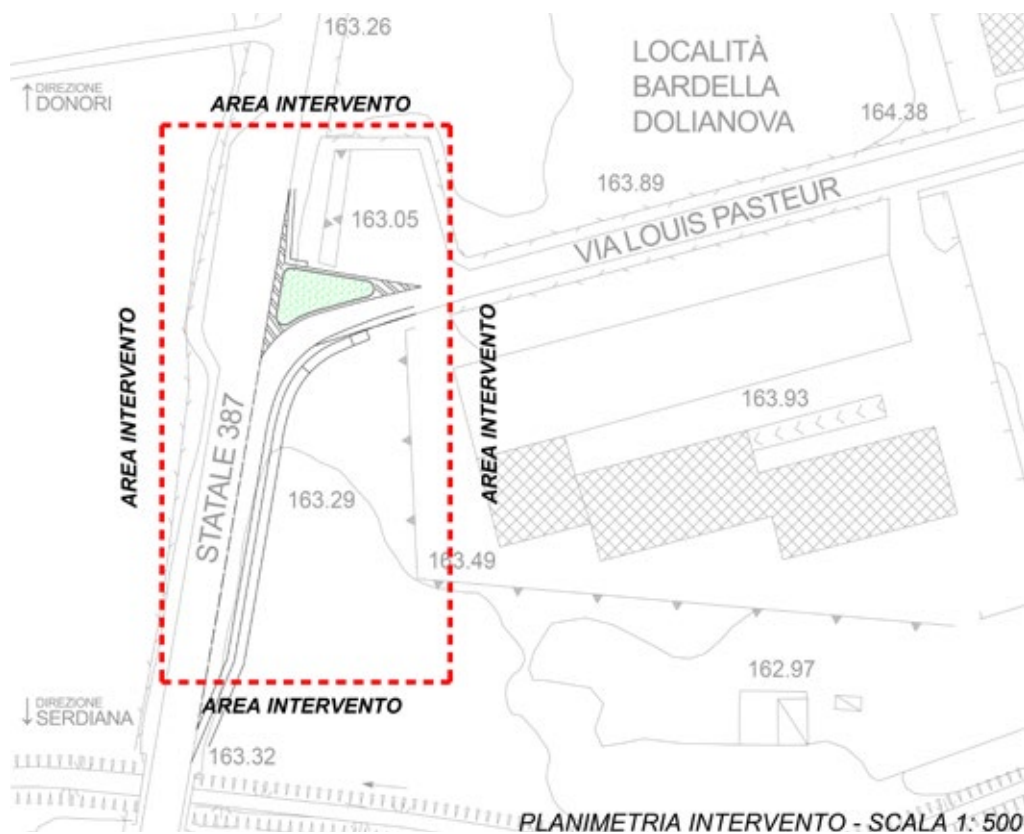 163.26
LOCALITÀ
BARDELLA
DOLIANOVA
↑ DIREZIONE
DONORI
AREA INTERVENTO
164.38
163.89
163.05
VIA LOUIS PASTEUR
AREA INTERVENTO
AREA INTERVENTO
163.93
STATALE 387
163.29
163.49
162.97
↓ DIREZIONE
SERDIANA
AREA INTERVENTO
163.32
PLANIMETRIA INTERVENTO - SCALA 1: 500